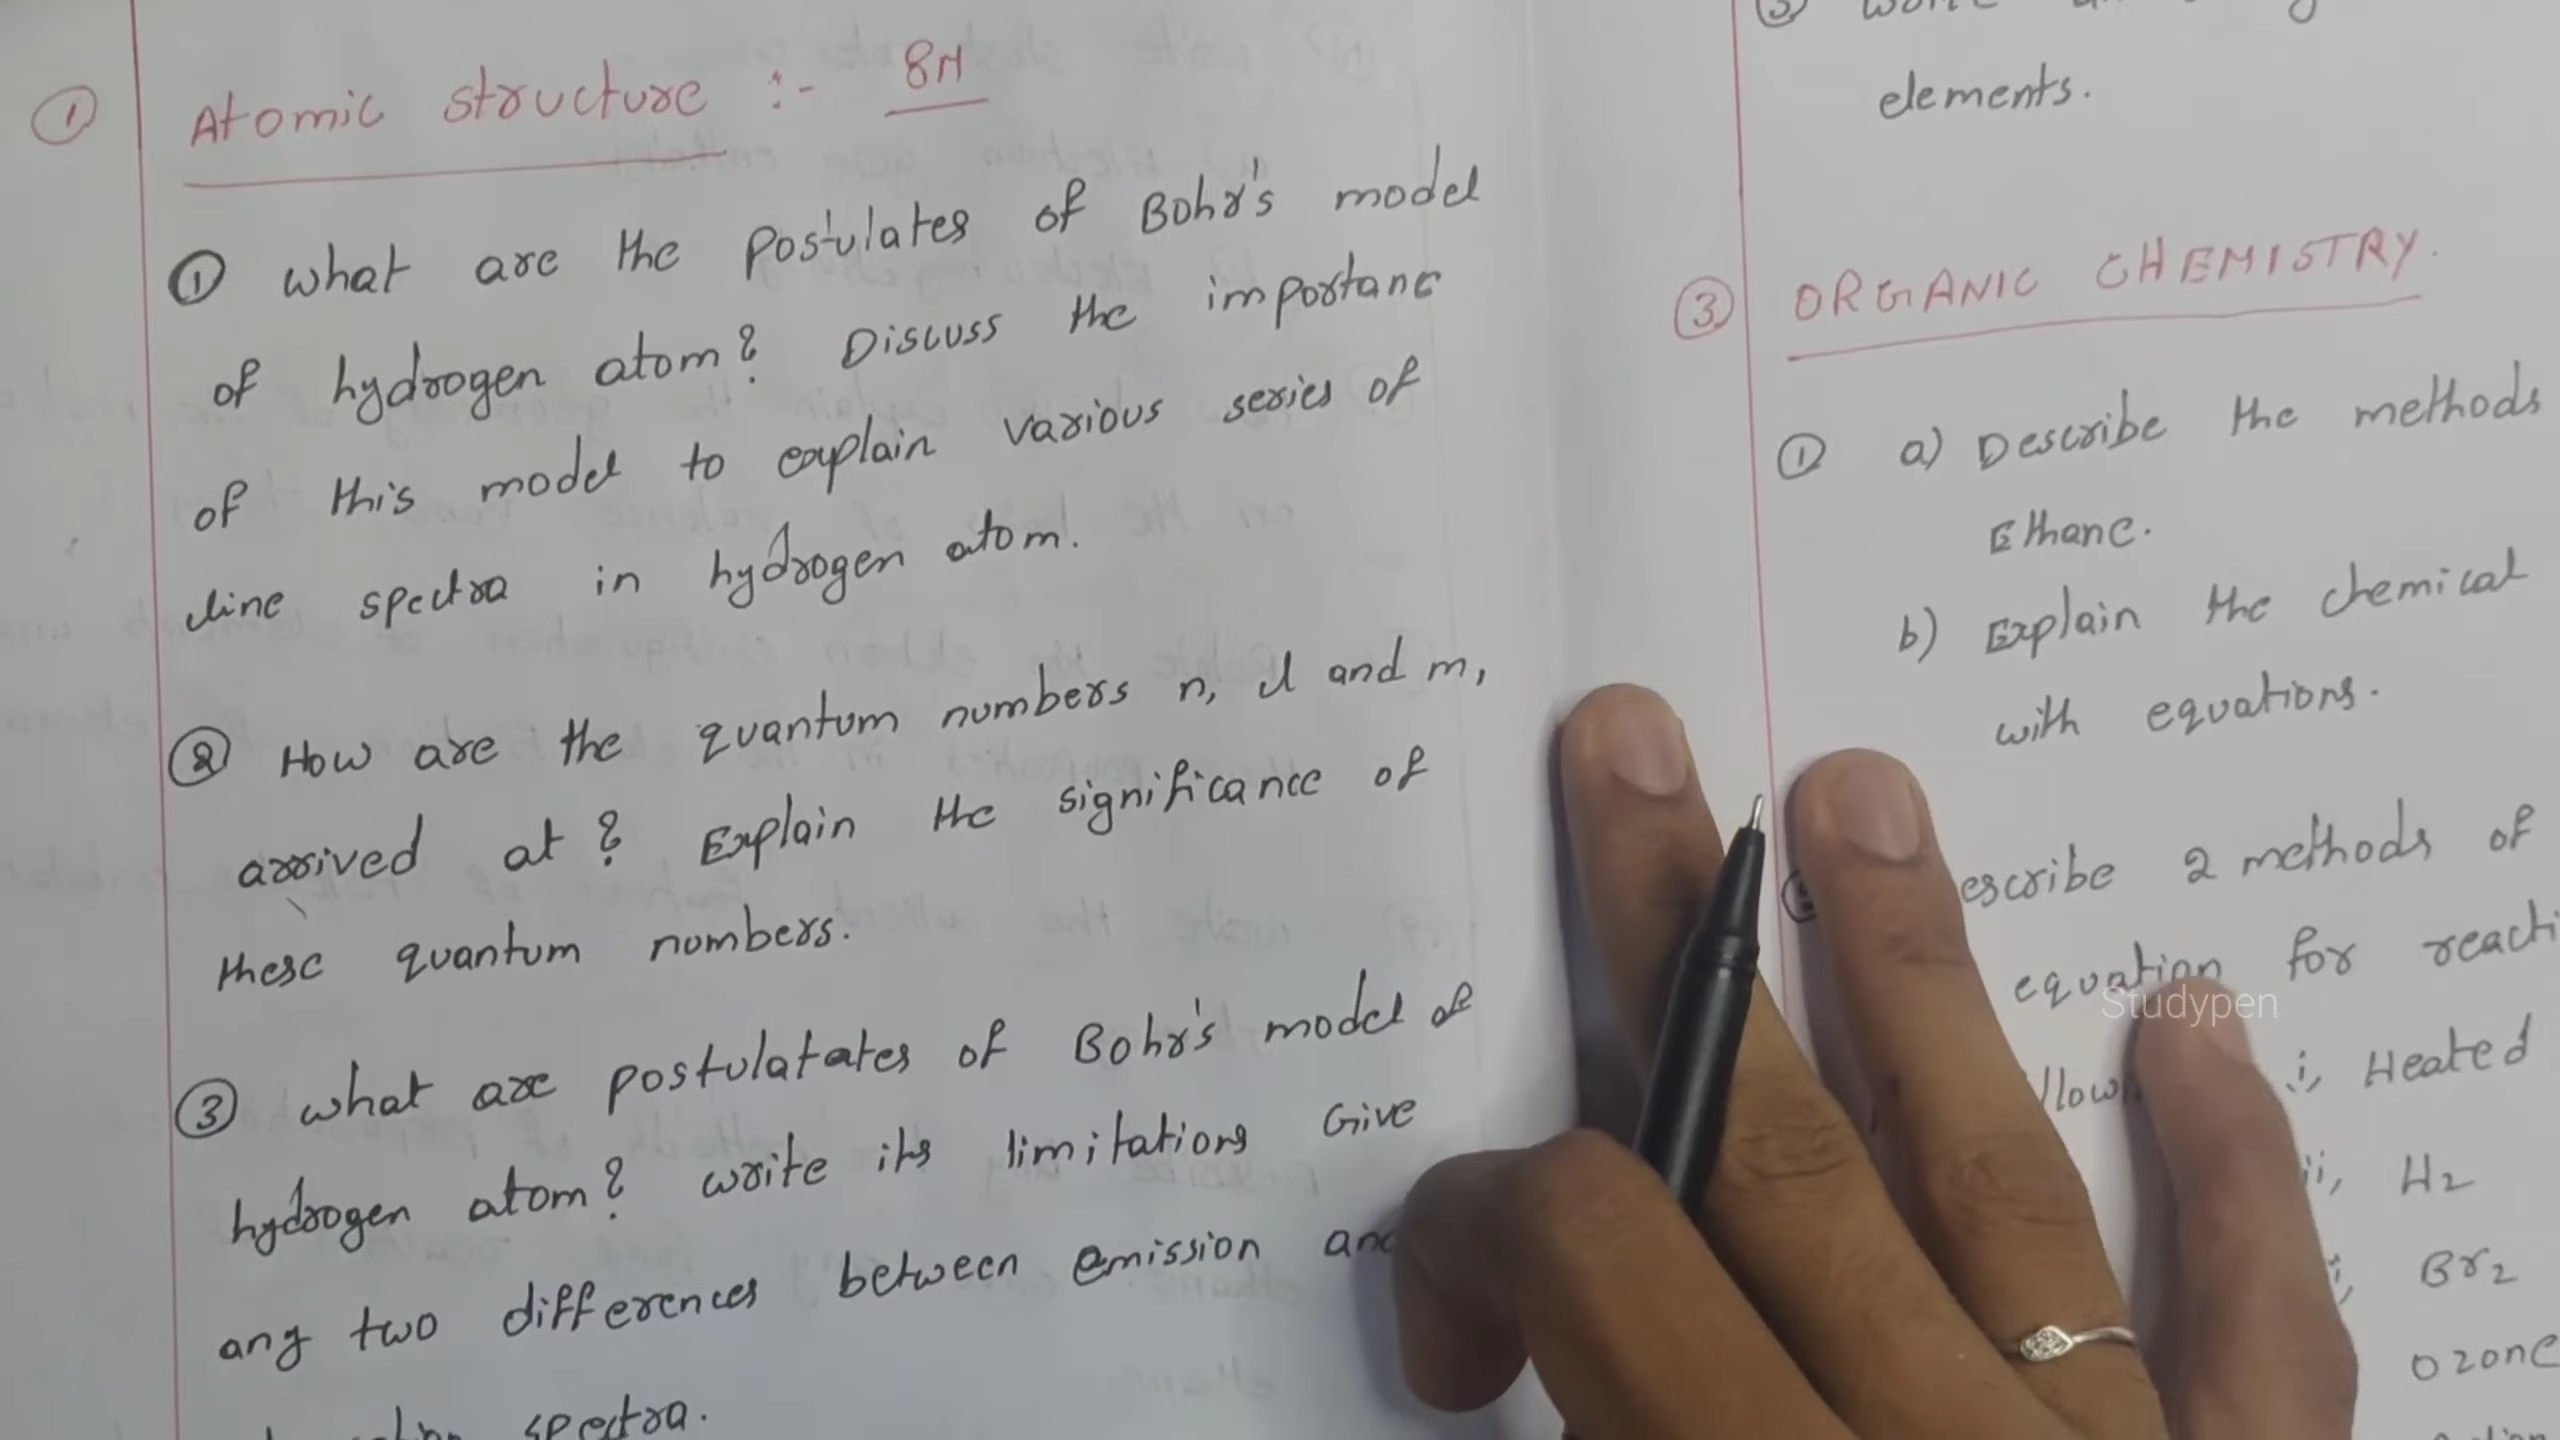 ① Atomic structure :- 8M
① what are the postulates of Bohr's model
of hydrogen atom? Discuss the importanc
of this model to explain various series of
line spectra in hydrogen atom.
② How are the quantum numbers n, l and m,
arrived at? Explain the significance of
these quantum numbers.
③ what are postulatates of Bohr's model of
hydrogen atom? write its limitations Give
any two differences between emission and
spectra.
elements.
③ ORGANIC CHEMISTRY.
① a) Describe the methods
Ethane.
b) Explain the chemical
with equations.
escribe 2 methods of
equation for reacti
llow i, Heated
ii, H2
Br2
ozone
Studypen